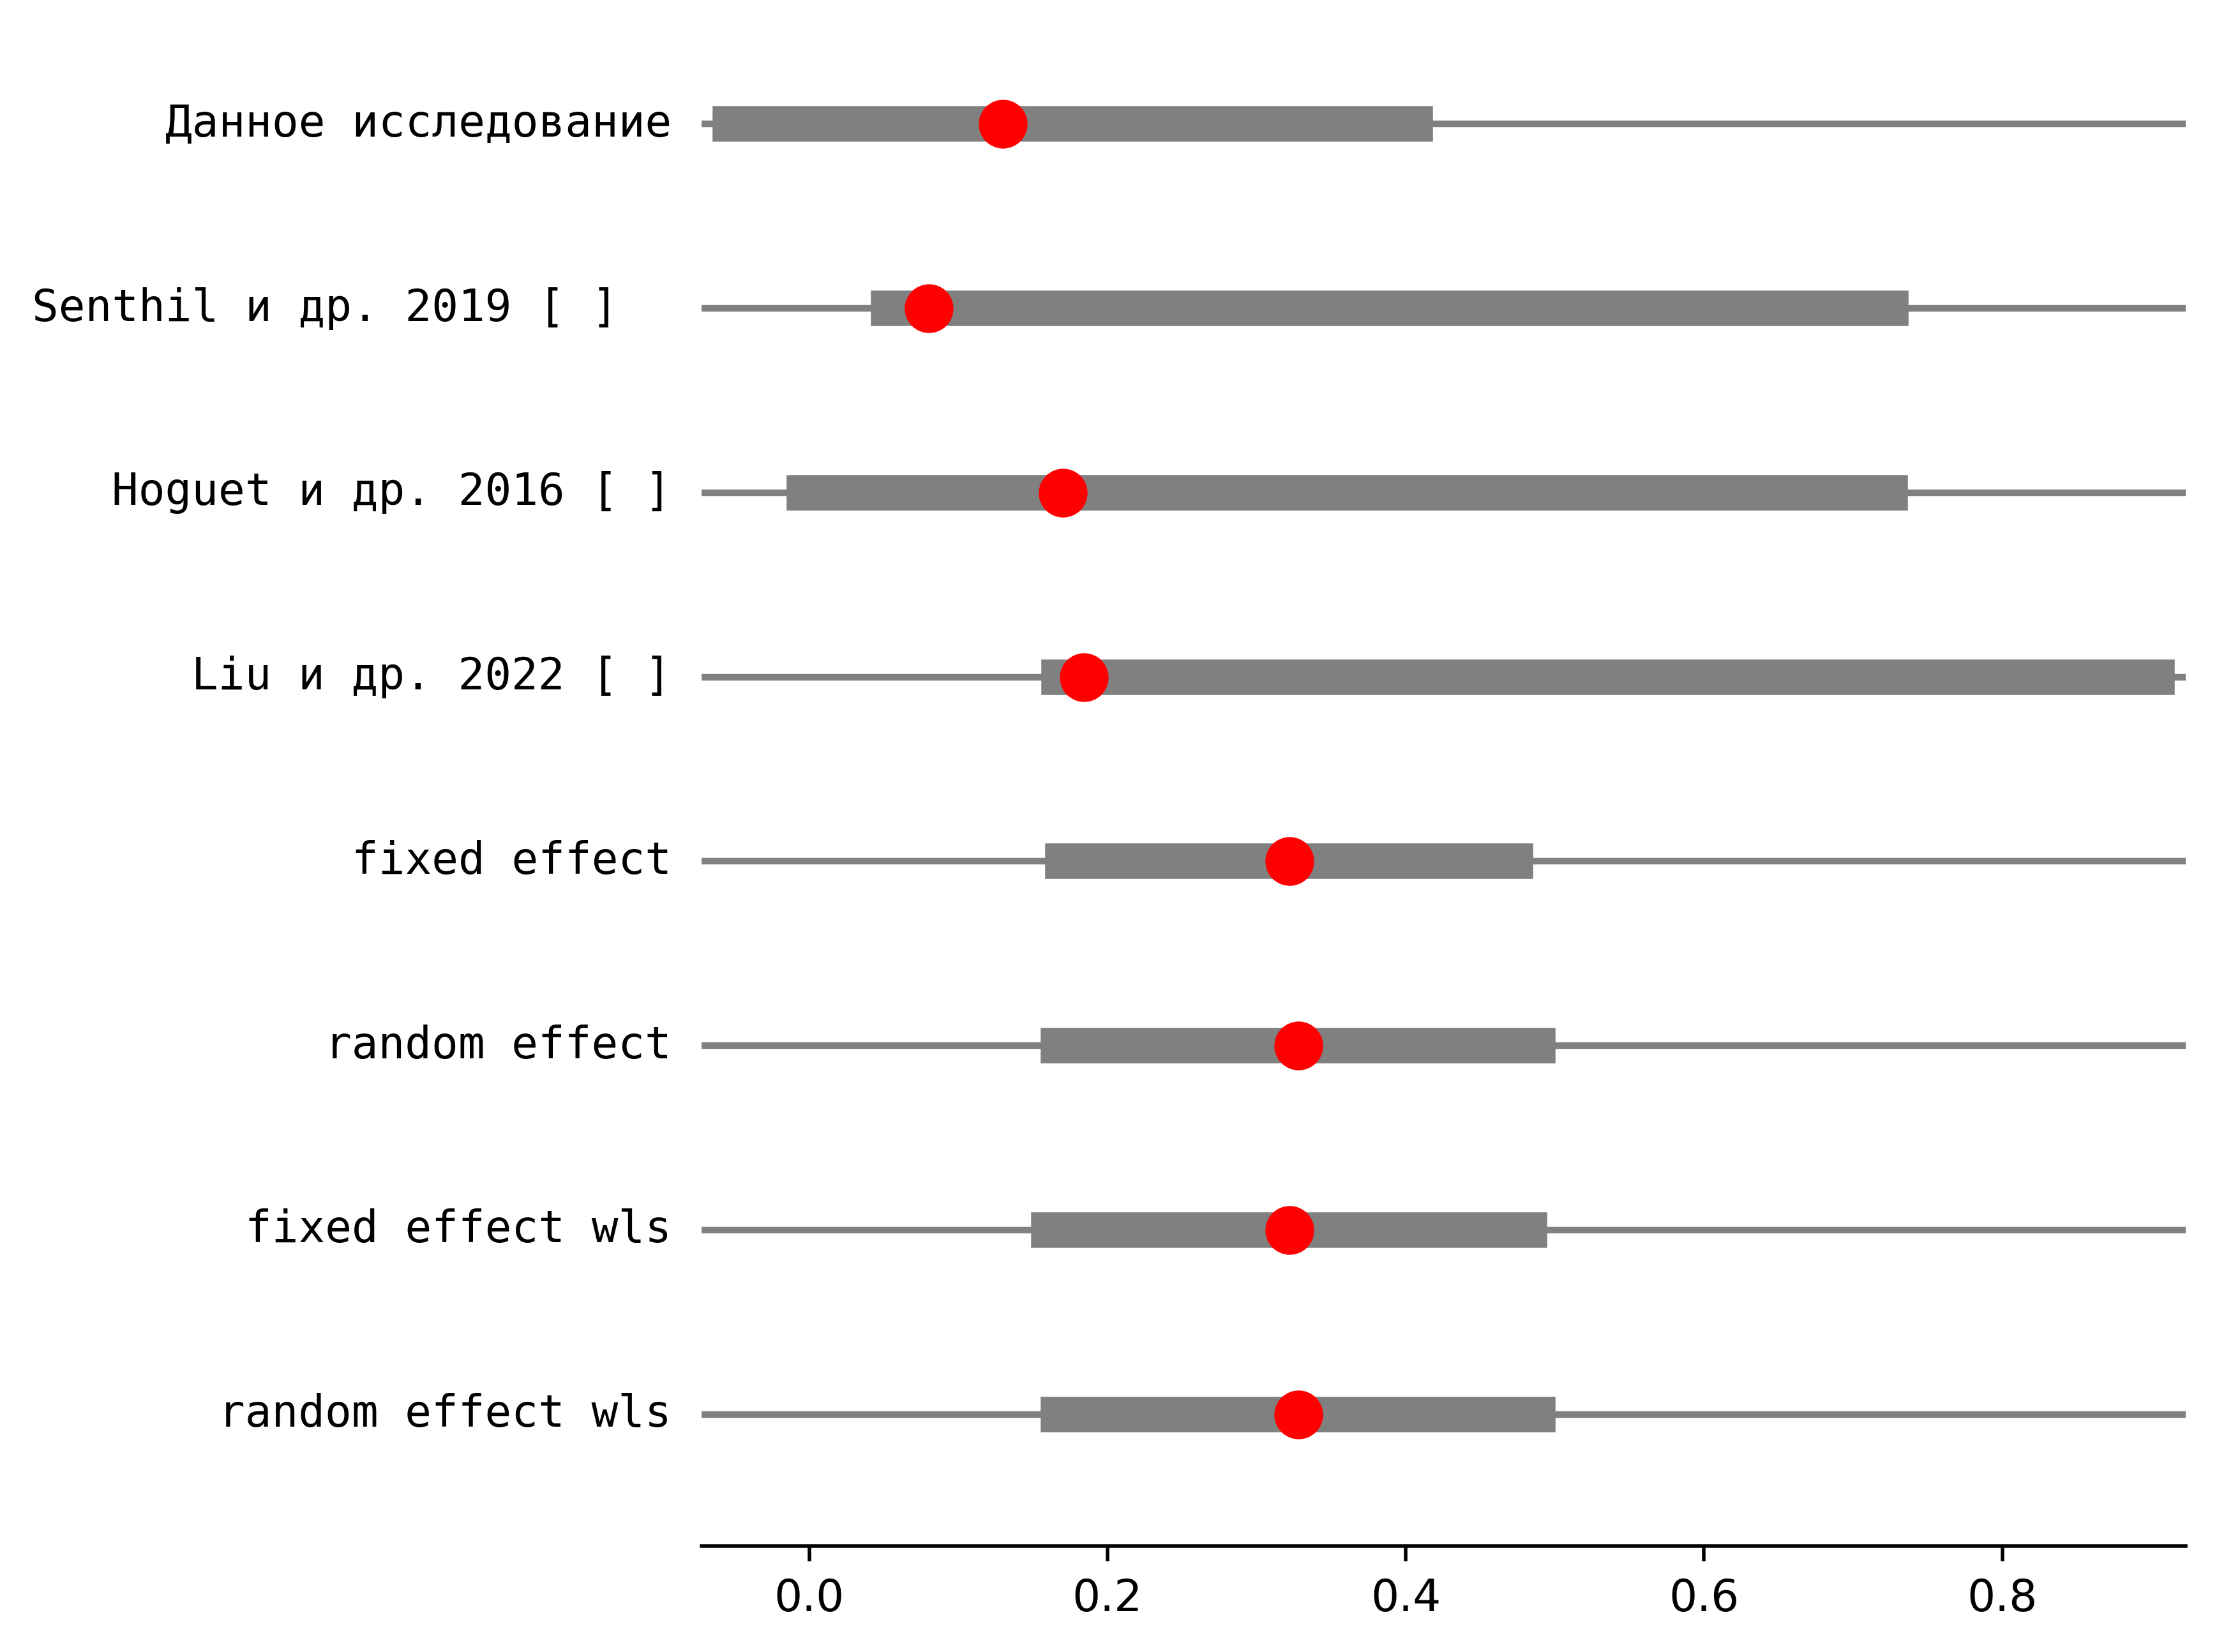 Данное исследование
Senthil и др. 2019 [ ]
Hoguet и др. 2016 [ ]
Liu и др. 2022 [ ]
fixed effect
random effect
fixed effect wls
random effect wls
0.0 0.2 0.4 0.6 0.8